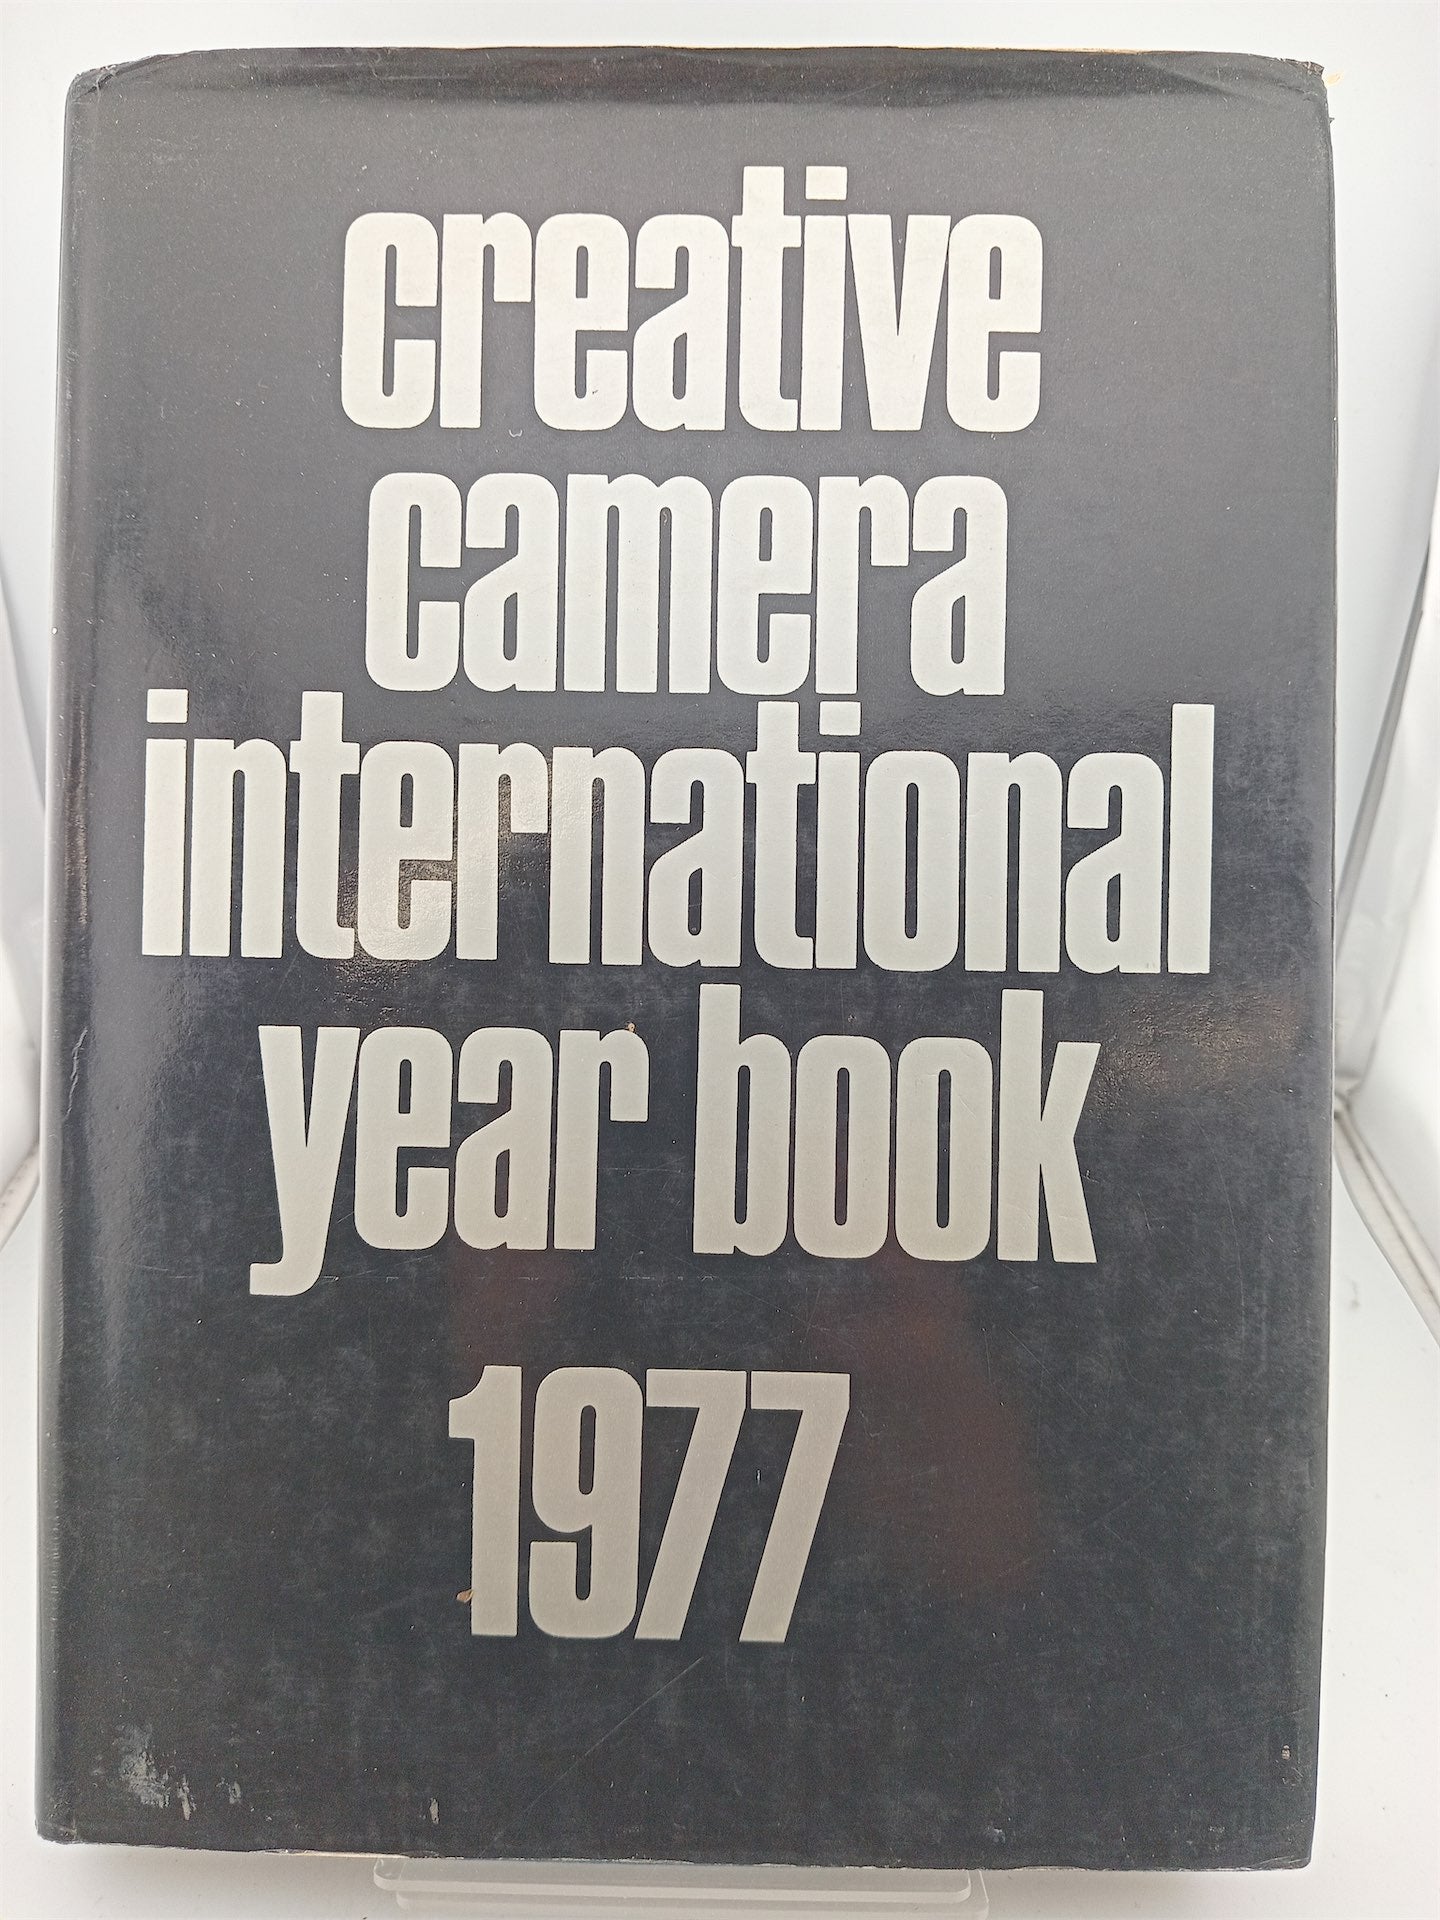 creative
camera
international
year book
1977